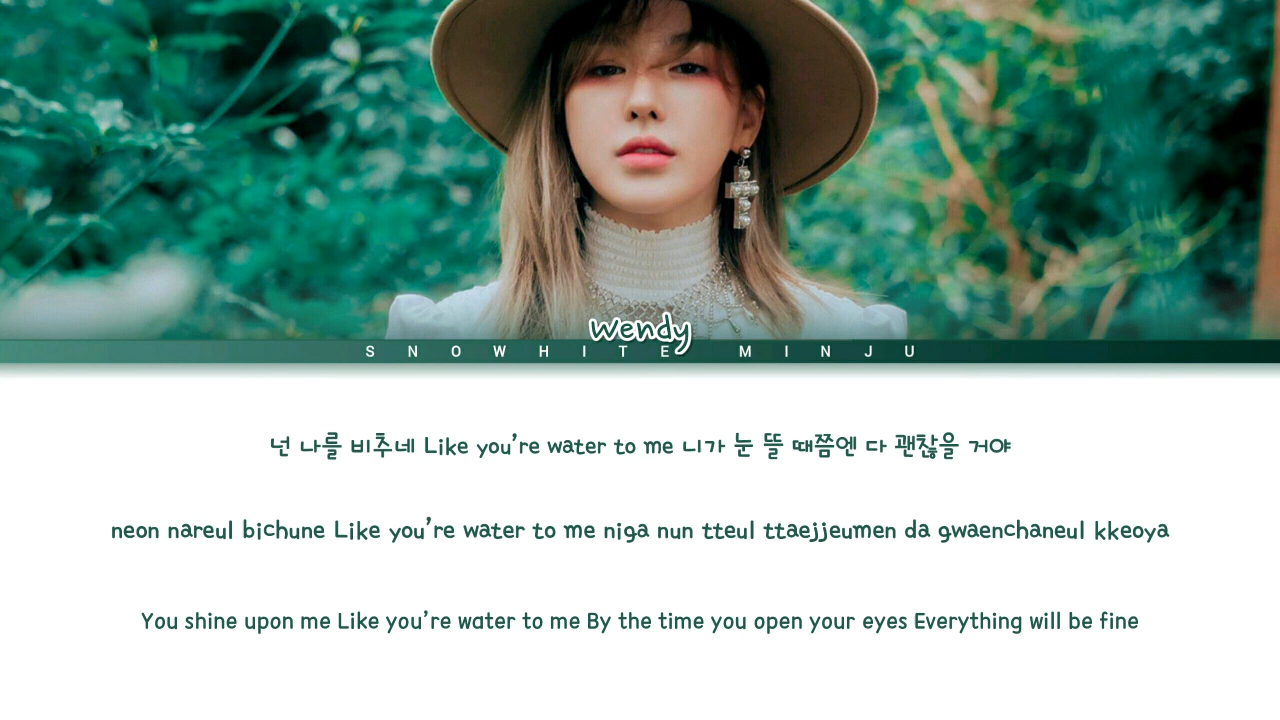 wendy
SNOWHITE MINJU
넌 나를 비추네 Like you're water to me 니가 눈 뜰 때쯤엔 다 괜찮을 거야
neon nareul bichune Like you're water to me niga nun tteul ttaejjeumen da gwaenchaneul kkeoya
You shine upon me Like you're water to me By the time you open your eyes Everything will be fine